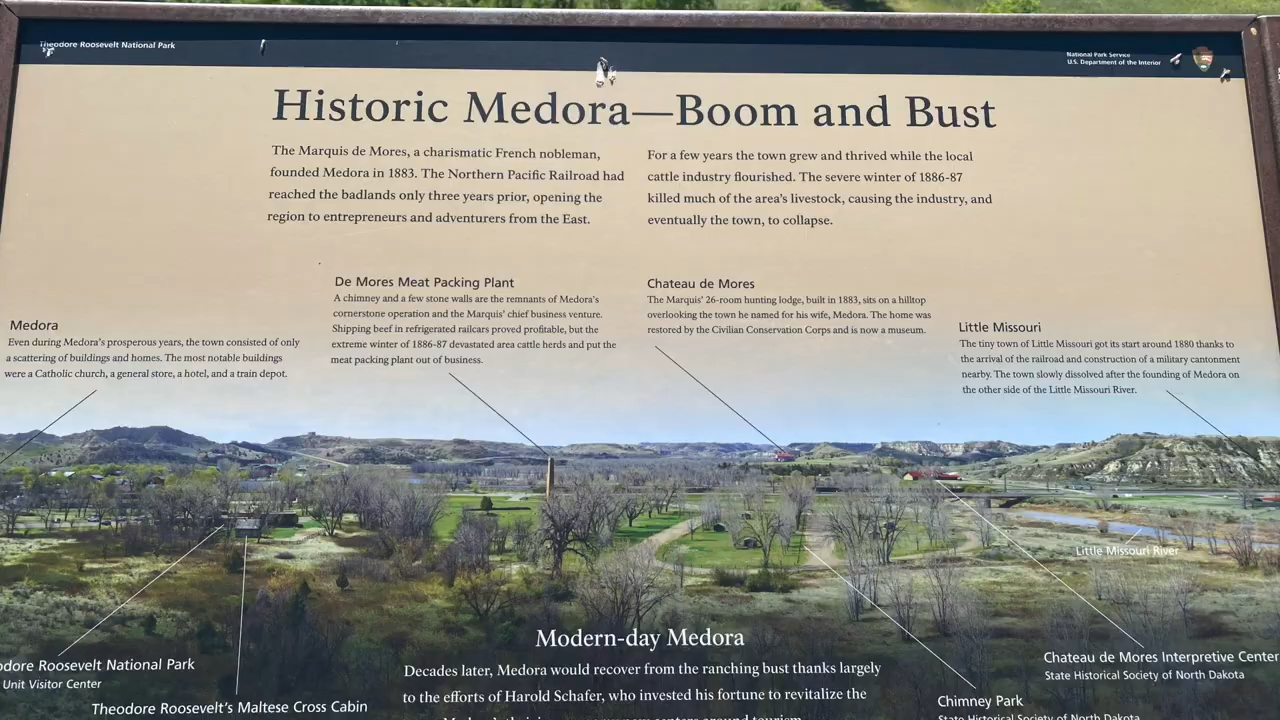 Theodore Roosevelt National Park
National Park Service
U.S. Department of the Interior
Historic Medora—Boom and Bust
The Marquis de Mores, a charismatic French nobleman,
founded Medora in 1883. The Northern Pacific Railroad had
reached the badlands only three years prior, opening the
region to entrepreneurs and adventurers from the East.
For a few years the town grew and thrived while the local
cattle industry flourished. The severe winter of 1886-87
killed much of the area's livestock, causing the industry, and
eventually the town, to collapse.
De Mores Meat Packing Plant
A chimney and a few stone walls are the remnants of Medora's
cornerstone operation and the Marquis' chief business venture.
Shipping beef in refrigerated railcars proved profitable, but the
extreme winter of 1886-87 devastated area cattle herds and put the
meat packing plant out of business.
Chateau de Mores
The Marquis' 26-room hunting lodge, built in 1883, sits on a hilltop
overlooking the town he named for his wife, Medora. The home was
restored by the Civilian Conservation Corps and is now a museum.
Medora
Even during Medora's prosperous years, the town consisted of only
a scattering of buildings and homes. The most notable buildings
were a Catholic church, a general store, a hotel, and a train depot.
Little Missouri
The tiny town of Little Missouri got its start around 1880 thanks to
the arrival of the railroad and construction of a military cantonment
nearby. The town slowly dissolved after the founding of Medora on
the other side of the Little Missouri River.
Little Missouri River
odore Roosevelt National Park
Unit Visitor Center
Theodore Roosevelt's Maltese Cross Cabin
Modern-day Medora
Decades later, Medora would recover from the ranching bust thanks largely
to the efforts of Harold Schafer, who invested his fortune to revitalize the
around tourism
Chateau de Mores Interpretive Center
State Historical Society of North Dakota
Chimney Park
State Historical Society of North Dakota